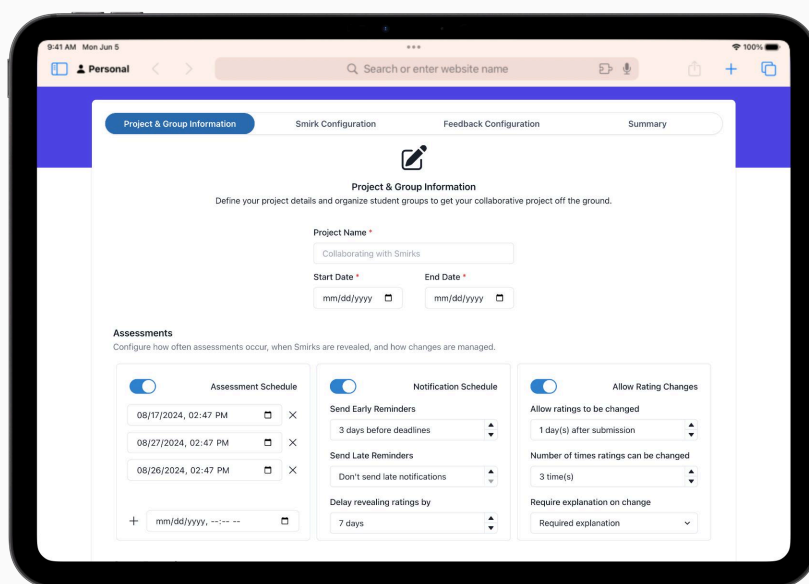 9:41 AM Mon Jun 5
100%
Personal
Search or enter website name
Project & Group Information
Smirk Configuration
Feedback Configuration
Summary
Project & Group Information
Define your project details and organize student groups to get your collaborative project off the ground.
Project Name *
Collaborating with Smirks
Start Date *
End Date *
mm/dd/yyyy
mm/dd/yyyy
Assessments
Configure how often assessments occur, when Smirks are revealed, and how changes are managed.
Assessment Schedule
08/17/2024, 02:47 PM
08/27/2024, 02:47 PM
08/26/2024, 02:47 PM
mm/dd/yyyy, --:-- --
Notification Schedule
Send Early Reminders
3 days before deadlines
Send Late Reminders
Don't send late notifications
Delay revealing ratings by
7 days
Allow Rating Changes
Allow ratings to be changed
1 day(s) after submission
Number of times ratings can be changed
3 time(s)
Require explanation on change
Required explanation